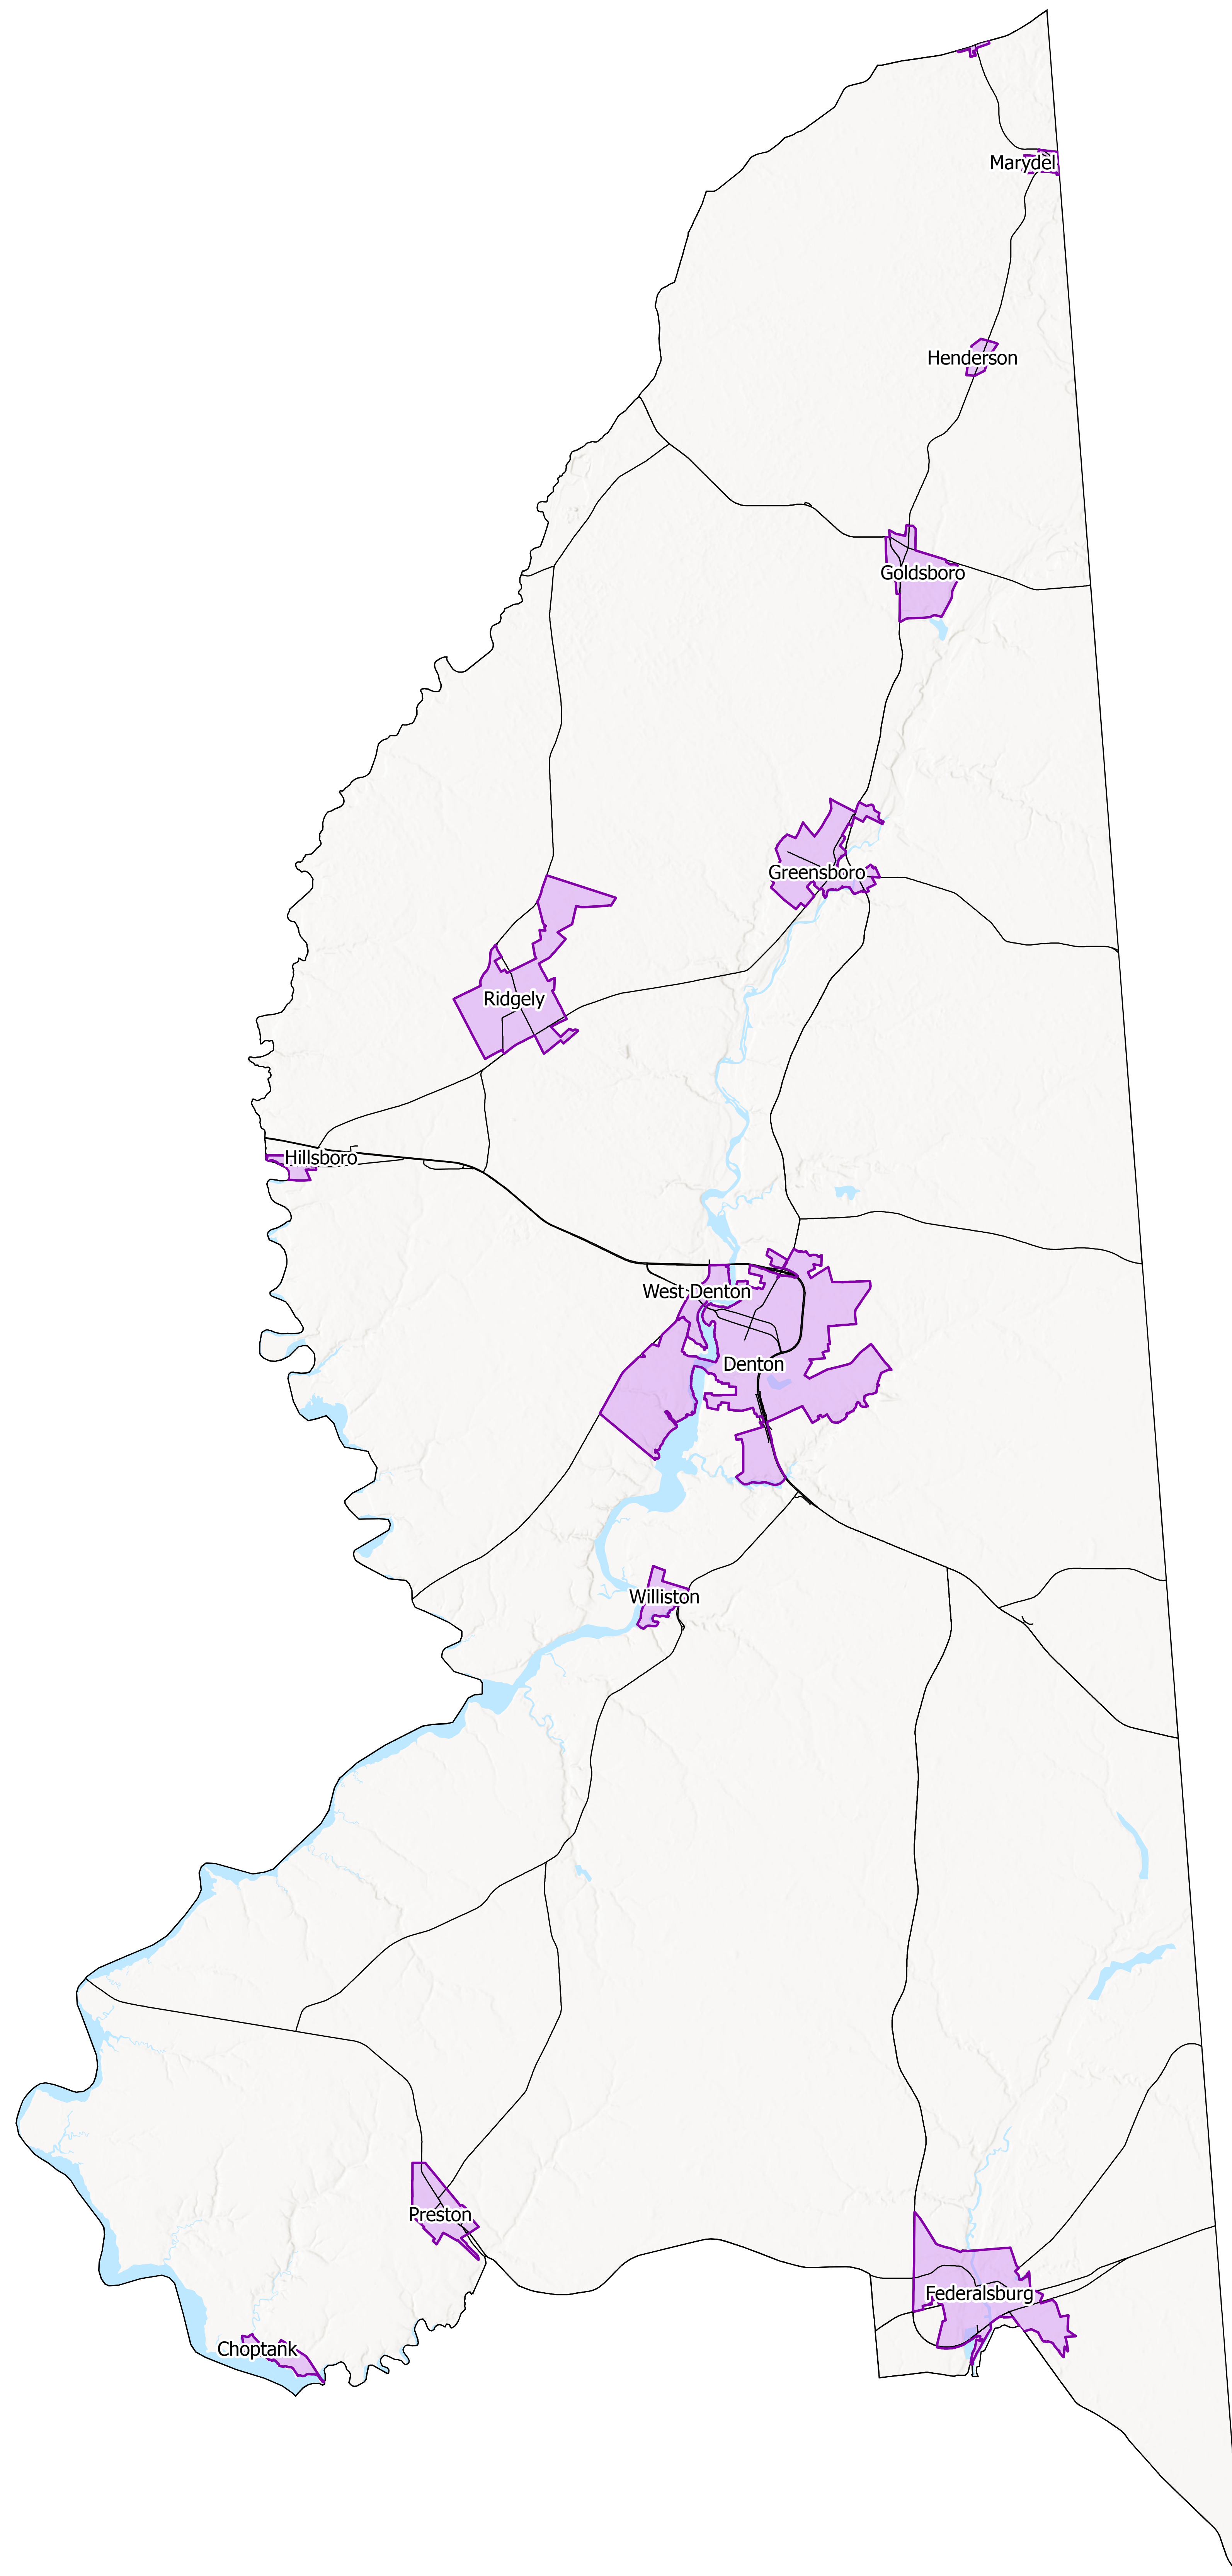 Marydel
Henderson
Goldsboro
Greensboro
Ridgely
Hillsboro
West Denton
Denton
Williston
Preston
Federalsburg
Choptank